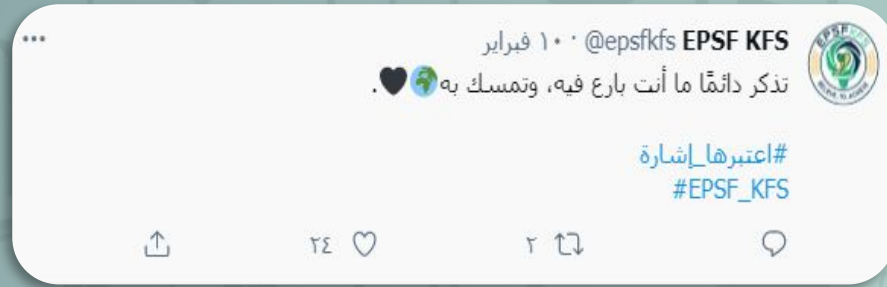 EPSF KFS @epsfkfs · ١٠ فبراير
تذكر دائمًا ما أنت بارع فيه، وتمسك به🌍🖤.
#اعتبرها_إشارة
#EPSF_KFS
٢ ٢٤